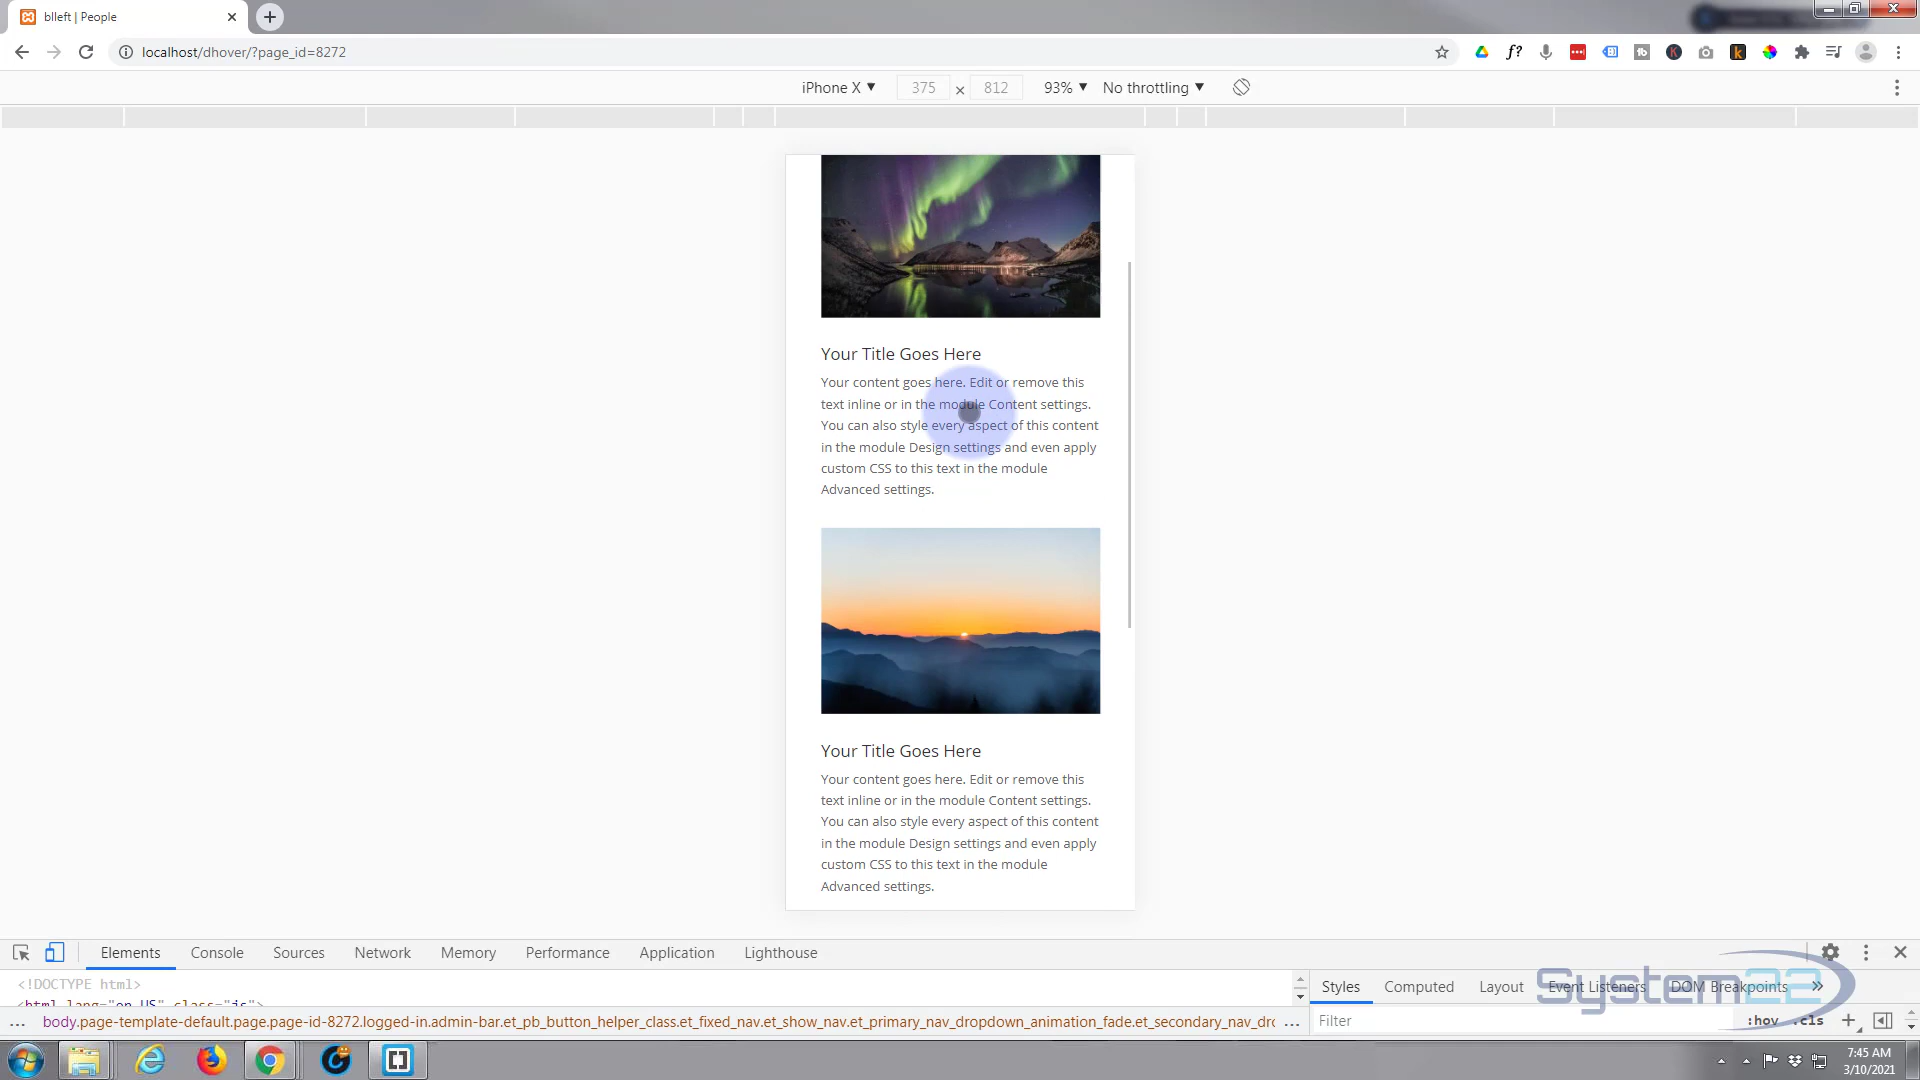 blleft | People
localhost/dhover/?page_id=8272
iPhone X ▼ 375 × 812 93% ▼ No throttling ▼
Your Title Goes Here
Your content goes here. Edit or remove this
text inline or in the module Content settings.
You can also style every aspect of this content
in the module Design settings and even apply
custom CSS to this text in the module
Advanced settings.
Your Title Goes Here
Your content goes here. Edit or remove this
text inline or in the module Content settings.
You can also style every aspect of this content
in the module Design settings and even apply
custom CSS to this text in the module
Advanced settings.
Elements Console Sources Network Memory Performance Application Lighthouse
<!DOCTYPE html>
<html lang="en-US" class="js">
... body.page-template-default.page.page-id-8272.logged-in.admin-bar.et_pb_button_helper_class.et_fixed_nav.et_show_nav.et_primary_nav_dropdown_animation_fade.et_secondary_nav_dro ...
Styles Computed Layout Event Listeners DOM Breakpoints »
Filter :hov .cls
System22
7:45 AM
3/10/2021